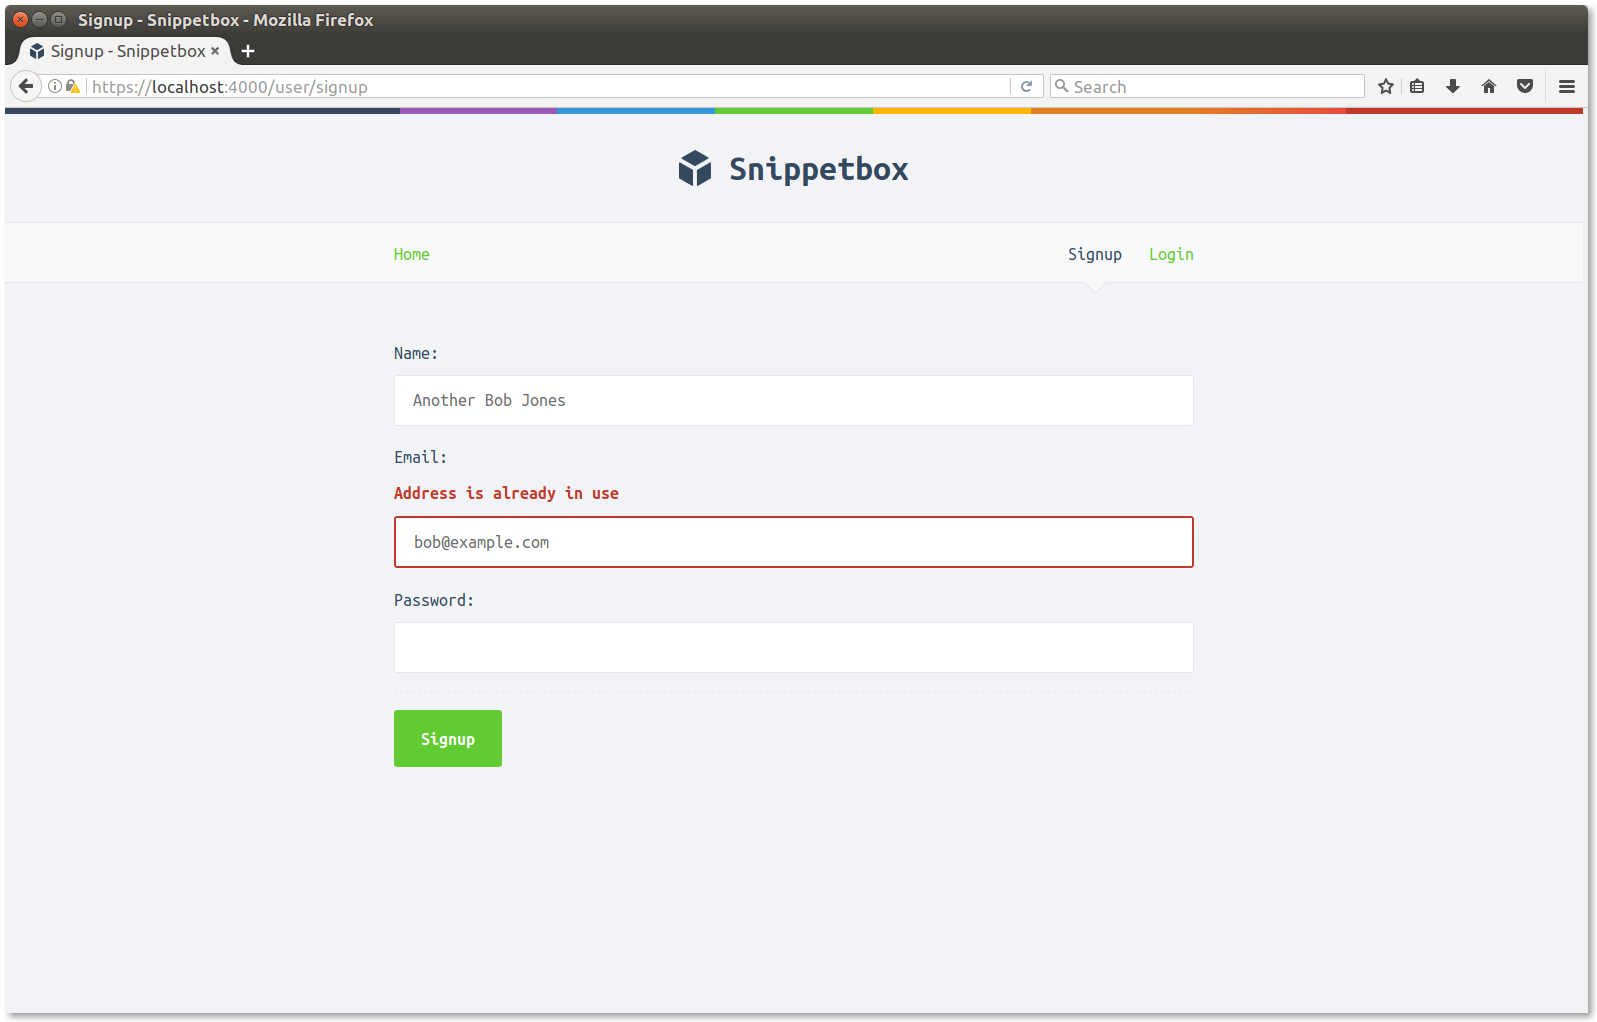 Signup - Snippetbox - Mozilla Firefox
Signup - Snippetbox
https://localhost:4000/user/signup
Search
Snippetbox
Home
Signup
Login
Name:
Another Bob Jones
Email:
Address is already in use
bob@example.com
Password:
Signup